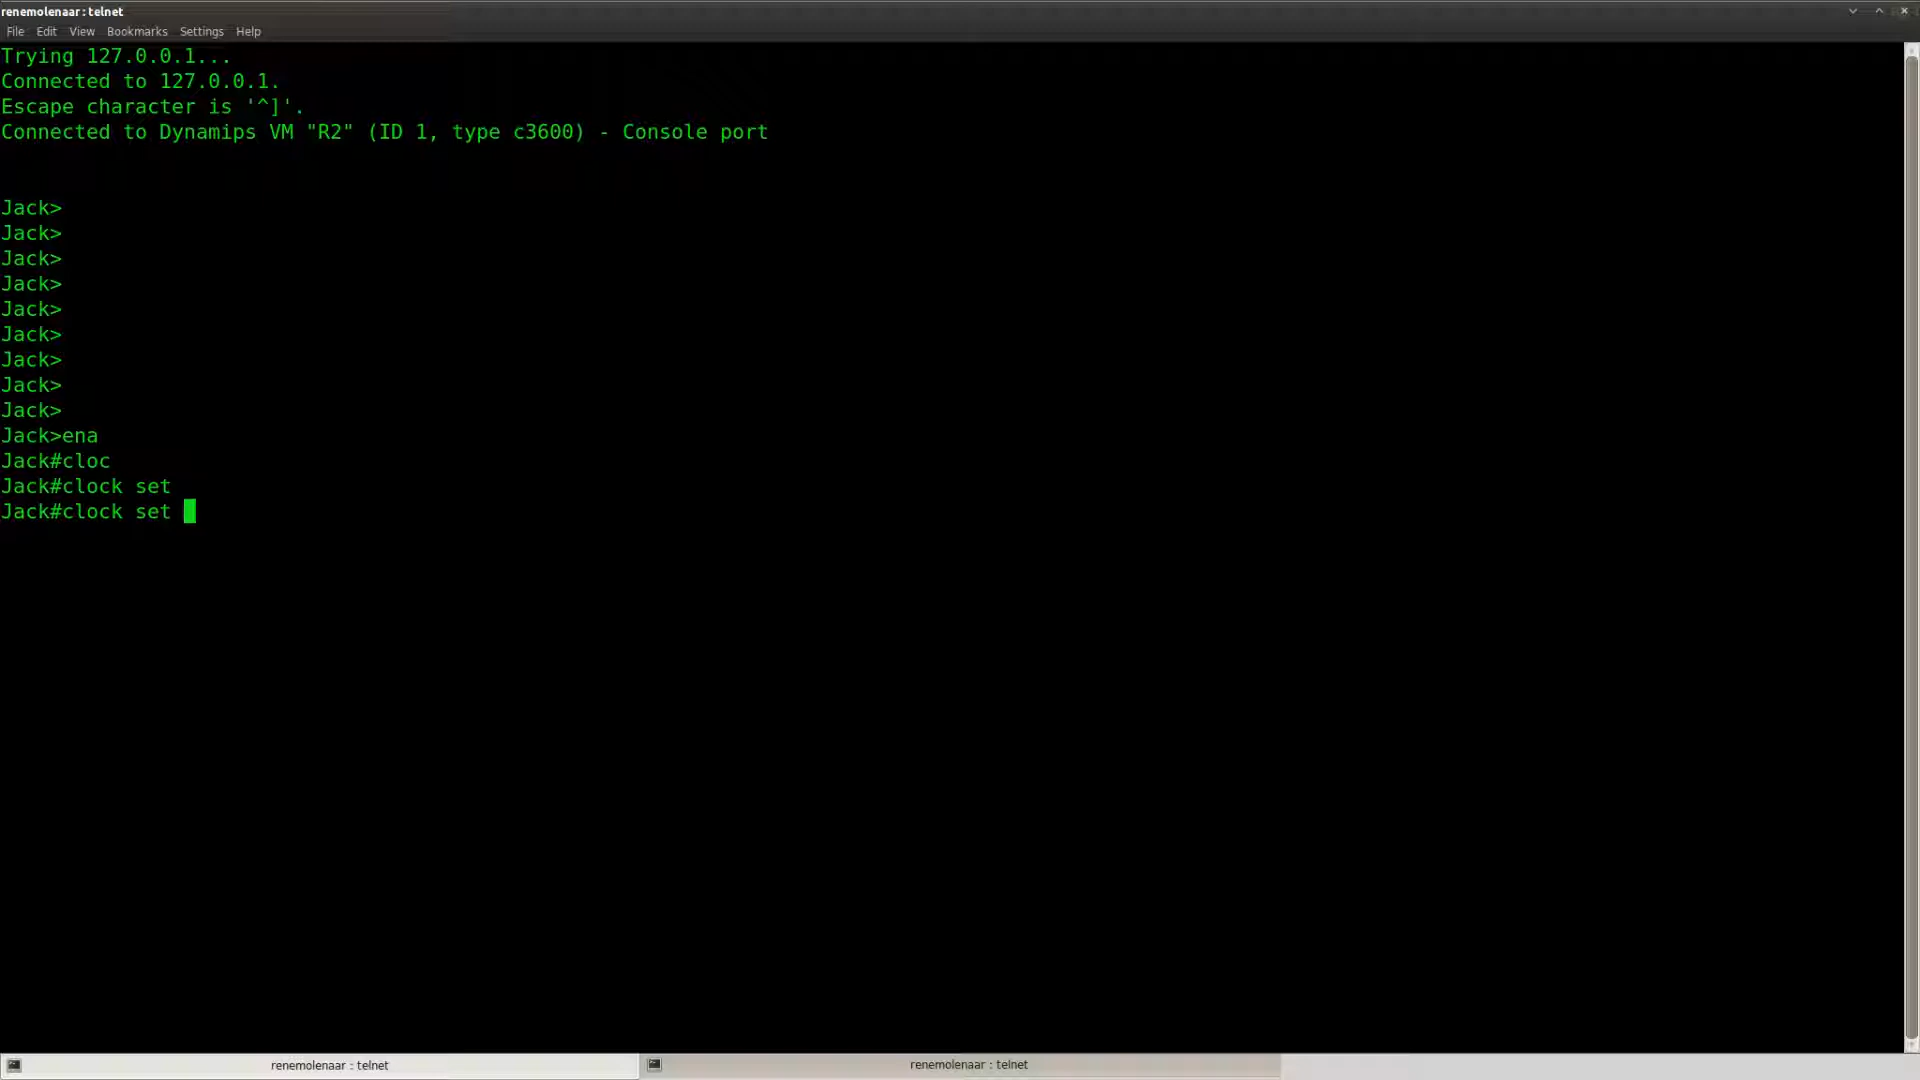 renemolenaar : telnet
File Edit View Bookmarks Settings Help
Trying 127.0.0.1...
Connected to 127.0.0.1.
Escape character is '^]'.
Connected to Dynamips VM "R2" (ID 1, type c3600) - Console port
Jack>
Jack>
Jack>
Jack>
Jack>
Jack>
Jack>
Jack>
Jack>
Jack>ena
Jack#cloc
Jack#clock set
Jack#clock set
renemolenaar : telnet renemolenaar : telnet